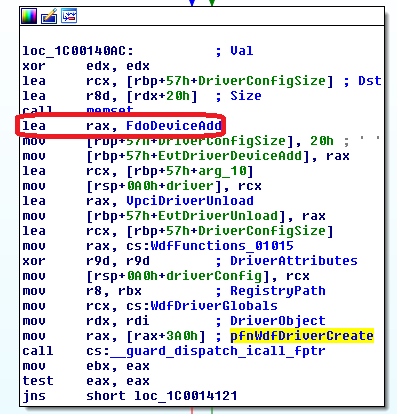 loc_1C00140AC: ; Val
xor edx, edx
lea rcx, [rbp+57h+DriverConfigSize] ; Dst
lea r8d, [rdx+20h] ; Size
call memset
lea rax, FdoDeviceAdd
mov [rbp+57h+DriverConfigSize], 20h ; ' '
mov [rbp+57h+EvtDriverDeviceAdd], rax
lea rcx, [rbp+57h+arg_10]
mov [rsp+0A0h+driver], rcx
lea rax, VpciDriverUnload
mov [rbp+57h+EvtDriverUnload], rax
lea rcx, [rbp+57h+DriverConfigSize]
mov rax, cs:WdfFunctions_01015
xor r9d, r9d ; DriverAttributes
mov [rsp+0A0h+driverConfig], rcx
mov r8, rbx ; RegistryPath
mov rcx, cs:WdfDriverGlobals
mov rdx, rdi ; DriverObject
mov rax, [rax+3A0h] ; pfnWdfDriverCreate
call cs:__guard_dispatch_icall_fptr
mov ebx, eax
test eax, eax
jns short loc_1C0014121